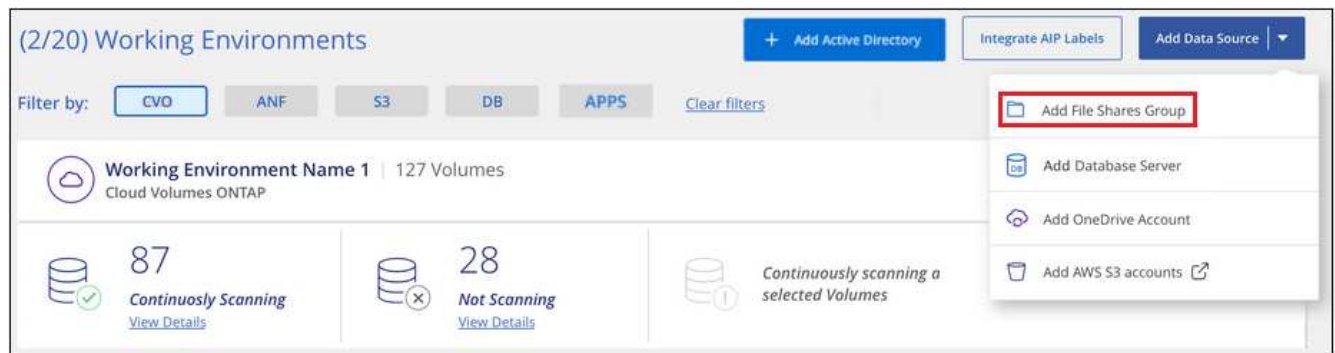 (2/20) Working Environments
+ Add Active Directory
Integrate AIP Labels
Add Data Source
Filter by:
CVO
ANF
S3
DB
APPS
Clear filters
Add File Shares Group
DB
Add Database Server
Add OneDrive Account
Add AWS S3 accounts
Working Environment Name 1 | 127 Volumes
Cloud Volumes ONTAP
87
Continuosly Scanning
View Details
28
Not Scanning
View Details
Continuously scanning a
selected Volumes